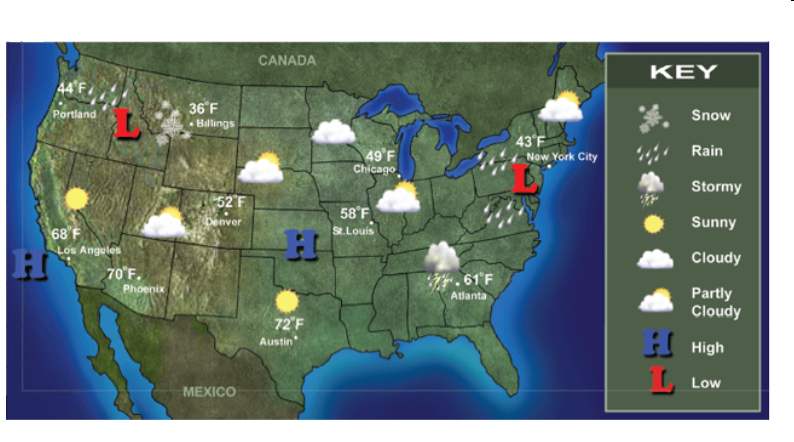 CANADA
44°F
Portland
L
36°F
Billings
49°F
Chicago
43°F
New York City
L
52°F
Denver
58°F
St.Louis
68°F
Los Angeles
H
H
70°F
Phoenix
61°F
Atlanta
72°F
Austin
MEXICO
KEY
Snow
Rain
Stormy
Sunny
Cloudy
Partly
Cloudy
H High
L Low